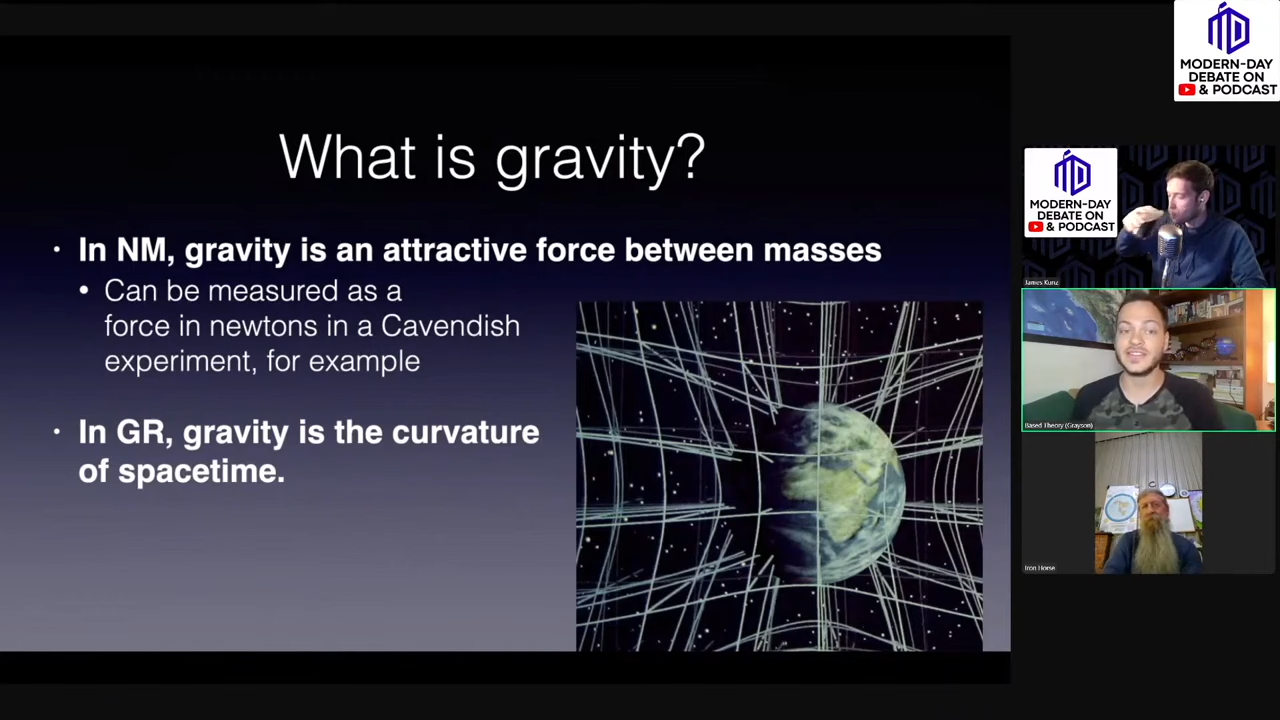 What is gravity?
· In NM, gravity is an attractive force between masses
• Can be measured as a
force in newtons in a Cavendish
experiment, for example
· In GR, gravity is the curvature
of spacetime.
MODERN-DAY
DEBATE ON
& PODCAST
MODERN-DAY
DEBATE ON
& PODCAST
James Kunz
Based Theory (Grayson)
Iron Horse